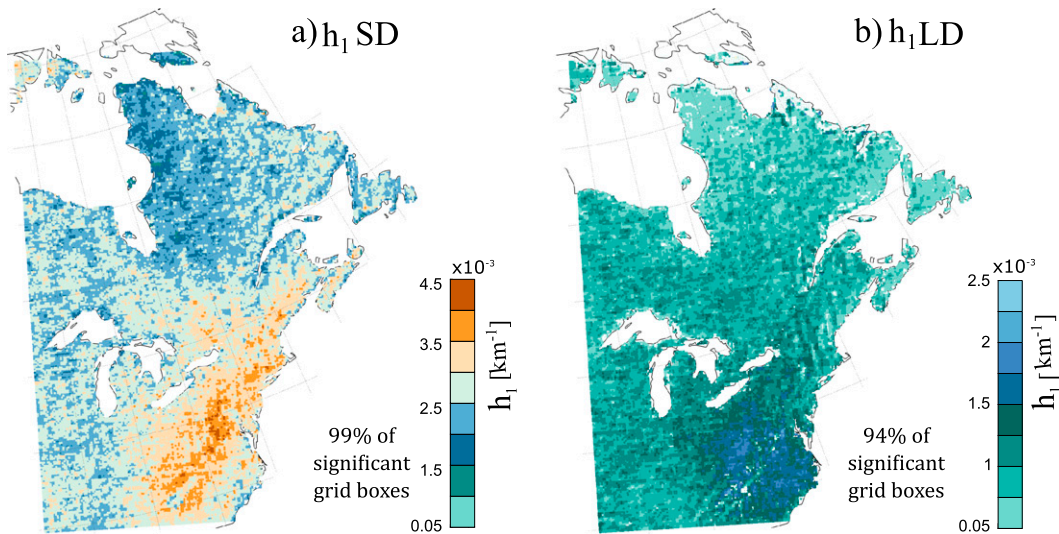 a) h₁ SD
b) h₁LD
x10⁻³
4.5
3.5
2.5
1.5
0.05
h₁ [km⁻¹]
99% of
significant
grid boxes
x10⁻³
2.5
2
1.5
1
0.05
h₁ [km⁻¹]
94% of
significant
grid boxes